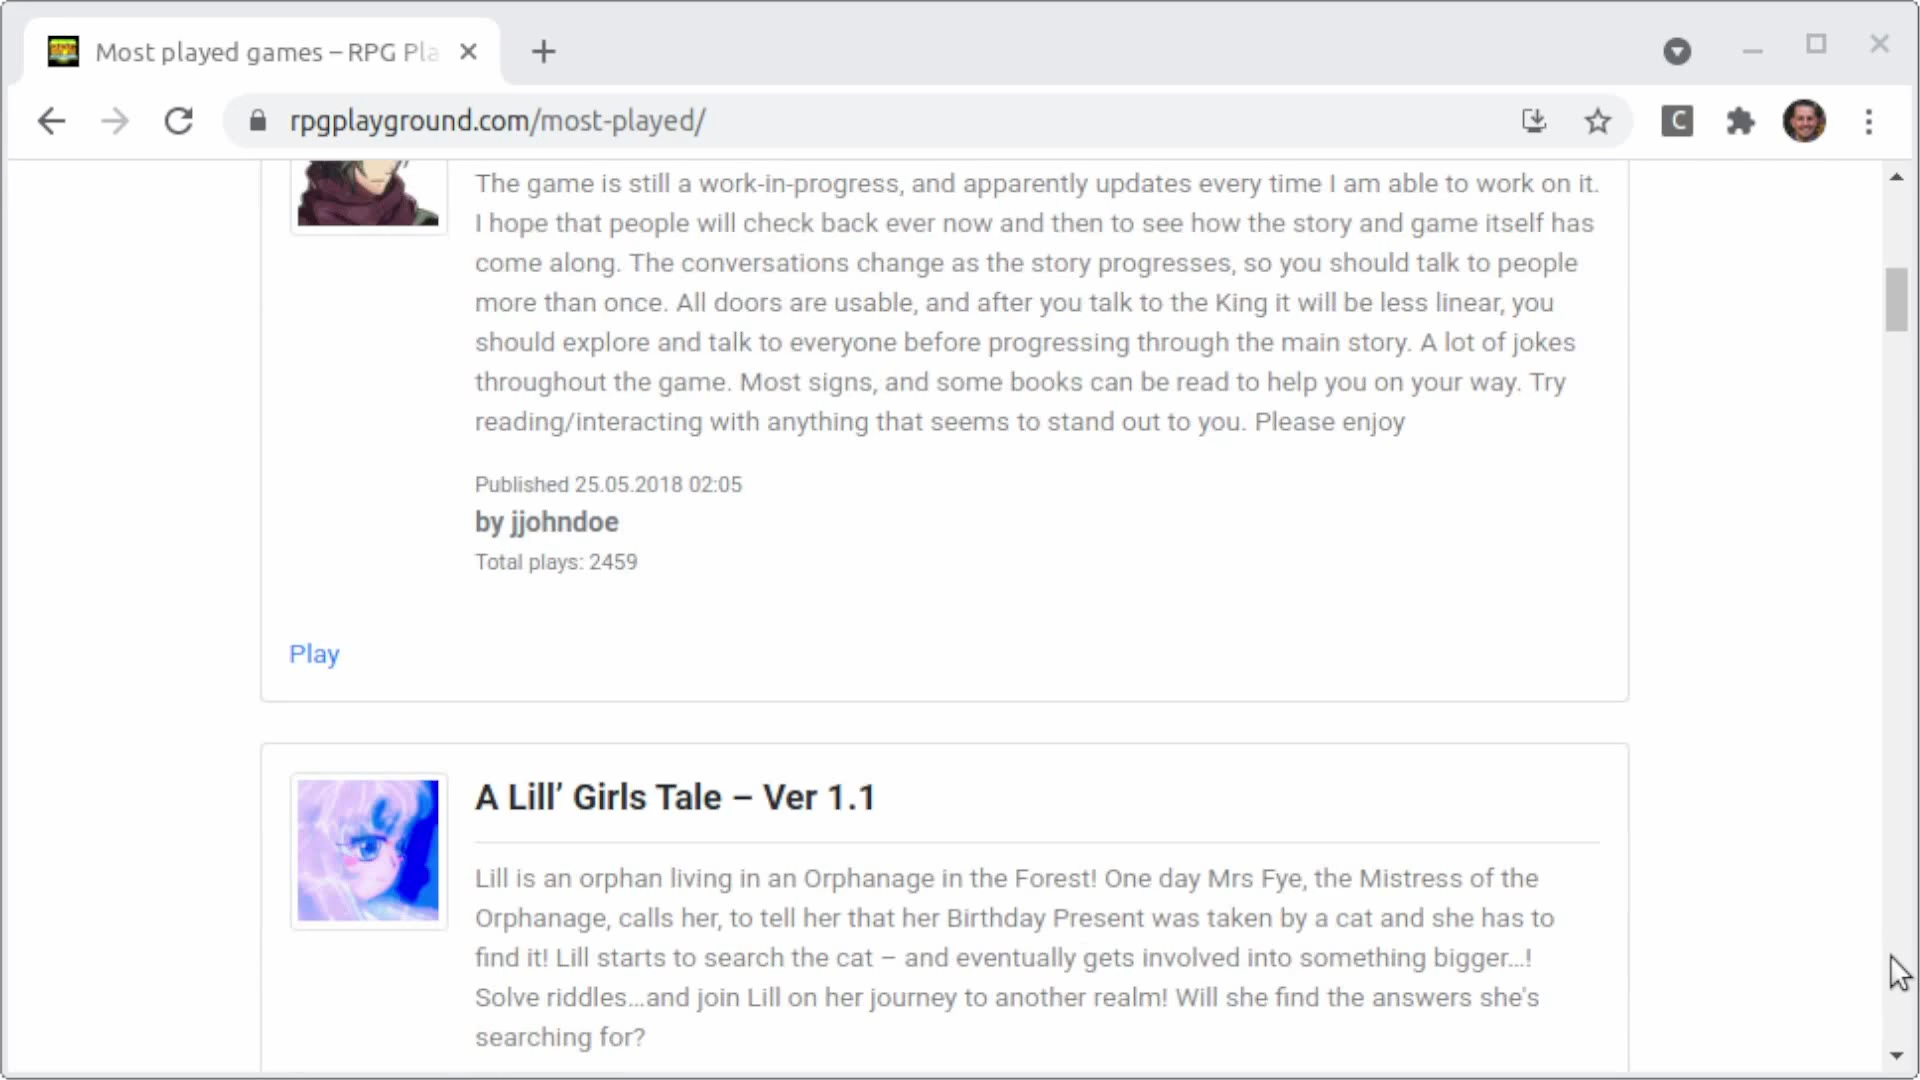 Most played games – RPG Pla
rpgplayground.com/most-played/
C
The game is still a work-in-progress, and apparently updates every time I am able to work on it.
I hope that people will check back ever now and then to see how the story and game itself has
come along. The conversations change as the story progresses, so you should talk to people
more than once. All doors are usable, and after you talk to the King it will be less linear, you
should explore and talk to everyone before progressing through the main story. A lot of jokes
throughout the game. Most signs, and some books can be read to help you on your way. Try
reading/interacting with anything that seems to stand out to you. Please enjoy
Published 25.05.2018 02:05
by jjohndoe
Total plays: 2459
Play
A Lill’ Girls Tale – Ver 1.1
Lill is an orphan living in an Orphanage in the Forest! One day Mrs Fye, the Mistress of the
Orphanage, calls her, to tell her that her Birthday Present was taken by a cat and she has to
find it! Lill starts to search the cat – and eventually gets involved into something bigger…!
Solve riddles…and join Lill on her journey to another realm! Will she find the answers she's
searching for?